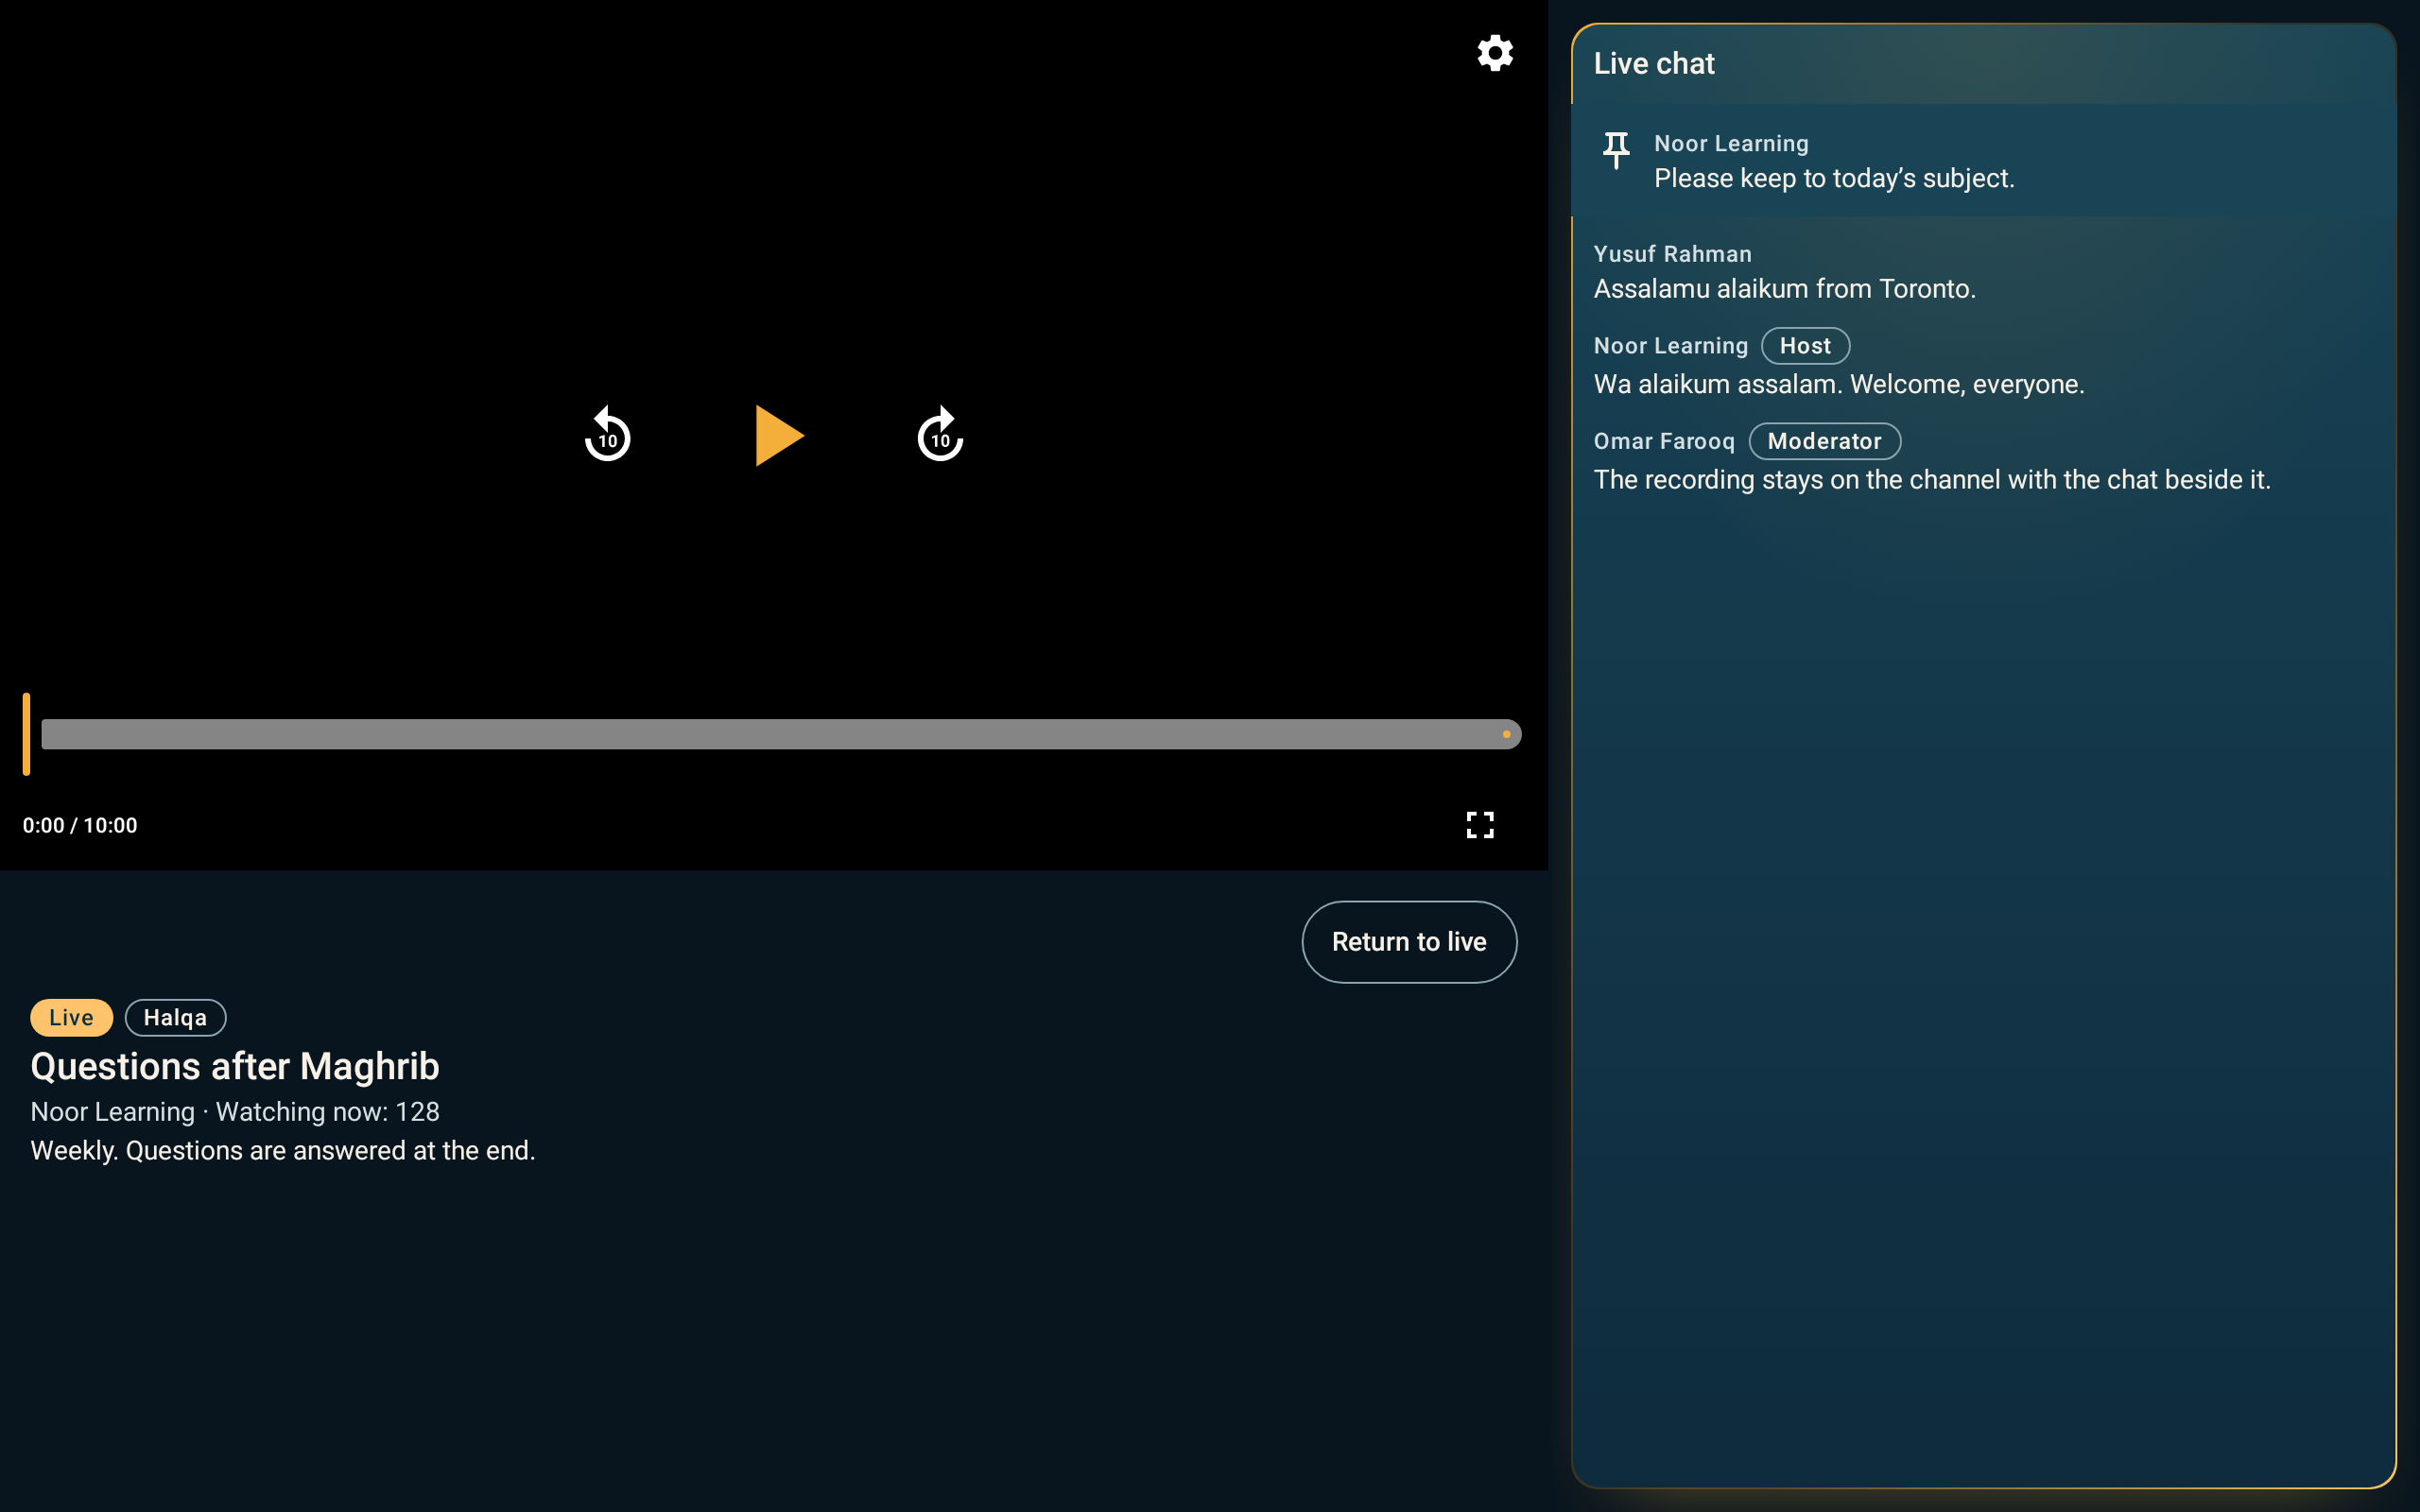 10
10
0:00 / 10:00
Return to live
Live
Halqa
Questions after Maghrib
Noor Learning · Watching now: 128
Weekly. Questions are answered at the end.
Live chat
Noor Learning
Please keep to today’s subject.
Yusuf Rahman
Assalamu alaikum from Toronto.
Noor Learning Host
Wa alaikum assalam. Welcome, everyone.
Omar Farooq Moderator
The recording stays on the channel with the chat beside it.